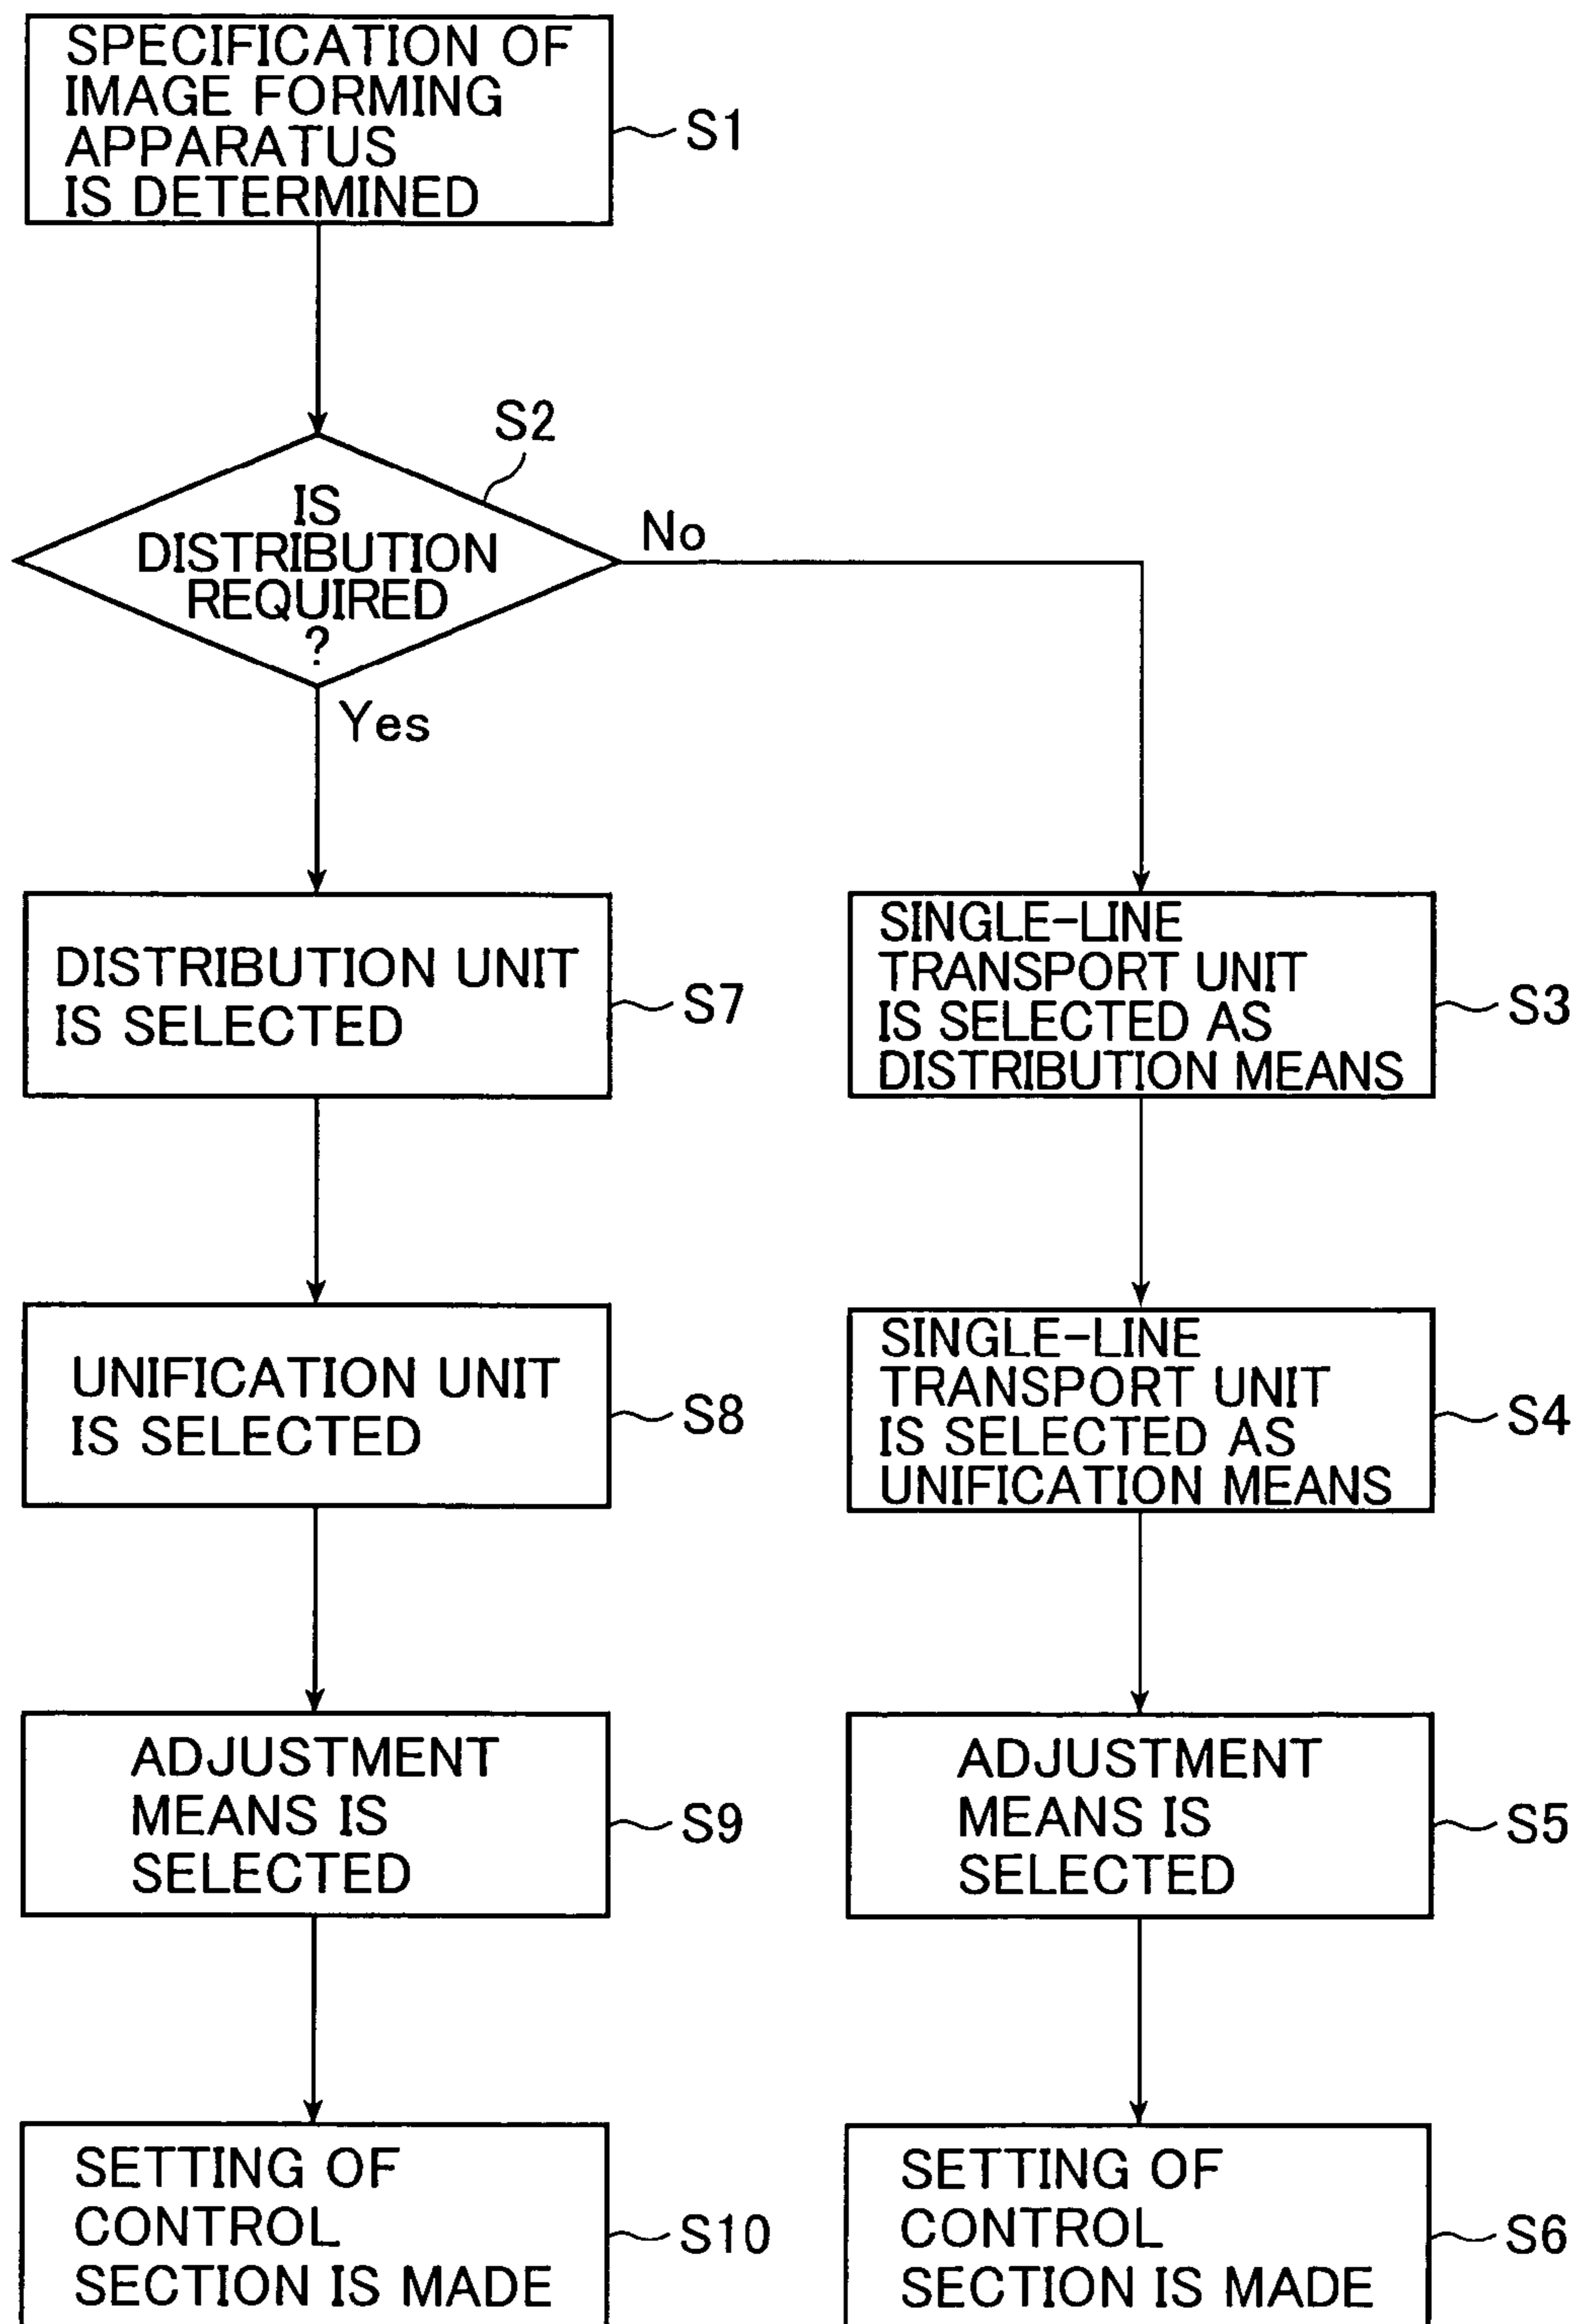 SPECIFICATION OF
IMAGE FORMING
APPARATUS
IS DETERMINED
S1
S2
IS
DISTRIBUTION
REQUIRED
?
No
Yes
DISTRIBUTION UNIT
IS SELECTED
S7
SINGLE-LINE
TRANSPORT UNIT
IS SELECTED AS
DISTRIBUTION MEANS
S3
UNIFICATION UNIT
IS SELECTED
S8
SINGLE-LINE
TRANSPORT UNIT
IS SELECTED AS
UNIFICATION MEANS
S4
ADJUSTMENT
MEANS IS
SELECTED
S9
ADJUSTMENT
MEANS IS
SELECTED
S5
SETTING OF
CONTROL
SECTION IS MADE
S10
SETTING OF
CONTROL
SECTION IS MADE
S6